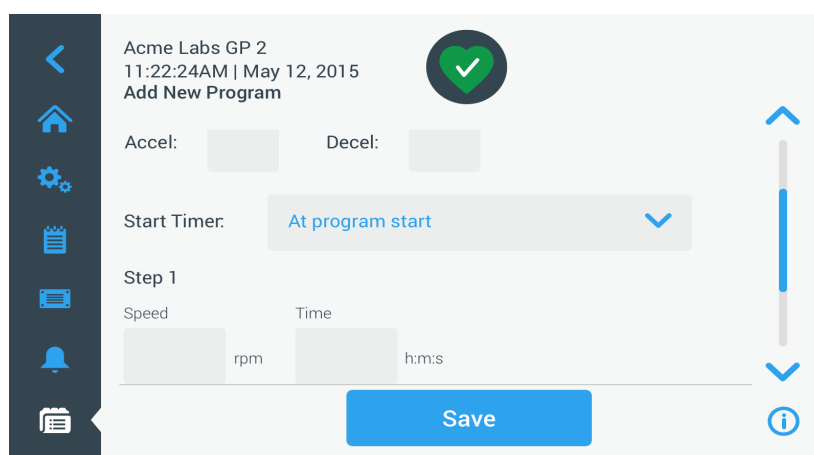 Acme Labs GP 2
11:22:24AM | May 12, 2015
Add New Program
Accel: Decel:
Start Timer: At program start
Step 1
Speed Time
rpm h:m:s
Save